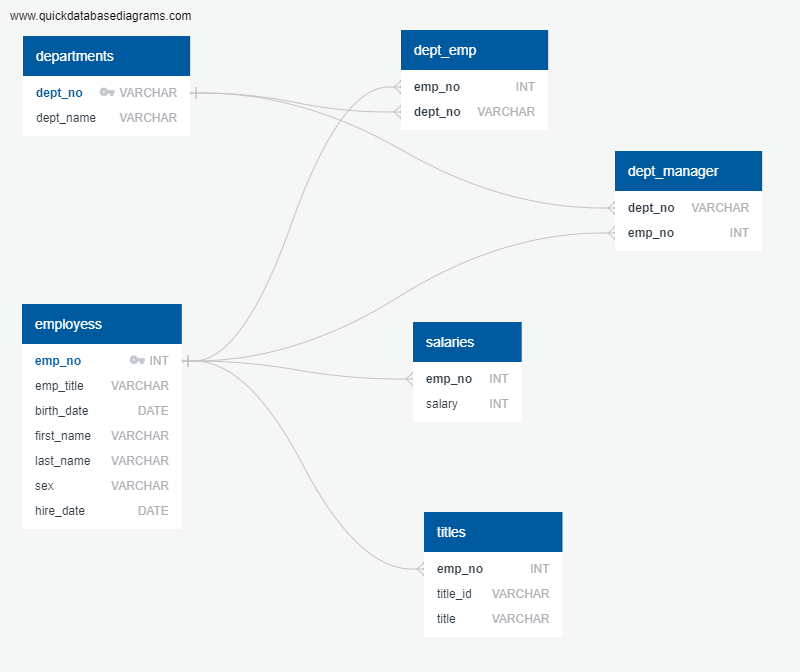 www.quickdatabasediagrams.com
departments
dept_no VARCHAR
dept_name VARCHAR
dept_emp
emp_no INT
dept_no VARCHAR
dept_manager
dept_no VARCHAR
emp_no INT
employess
emp_no INT
emp_title VARCHAR
birth_date DATE
first_name VARCHAR
last_name VARCHAR
sex VARCHAR
hire_date DATE
salaries
emp_no INT
salary INT
titles
emp_no INT
title_id VARCHAR
title VARCHAR